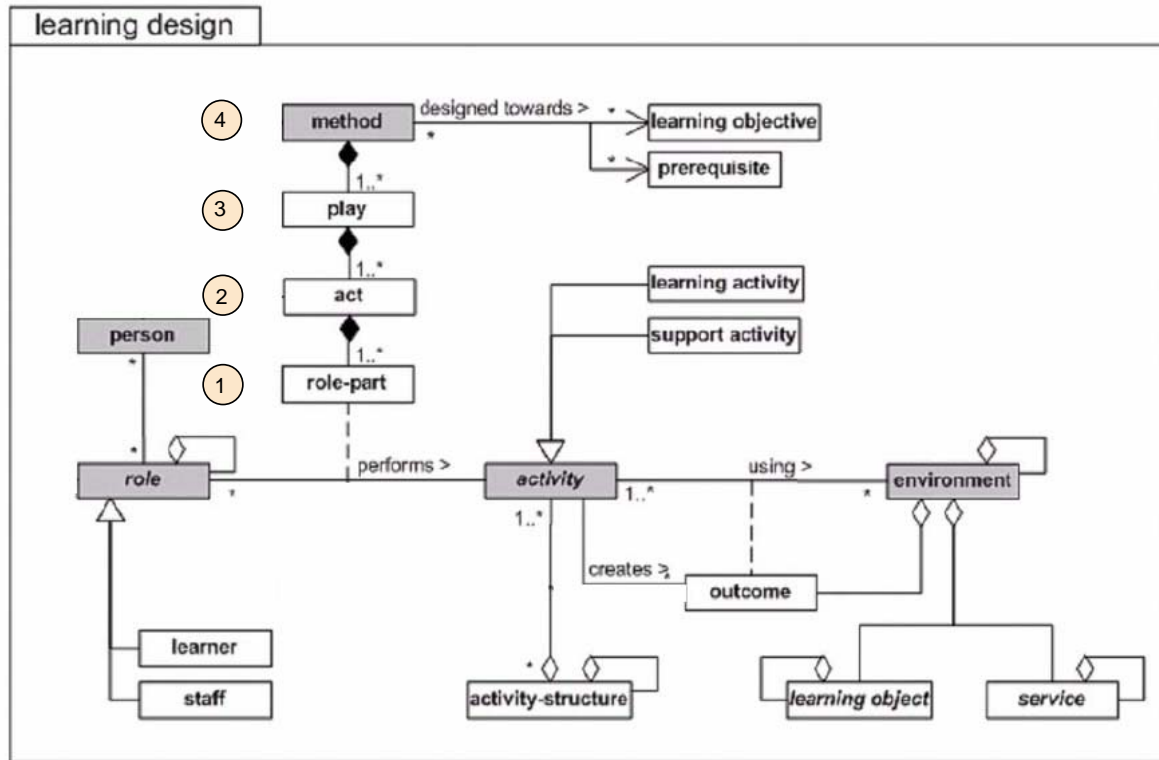 learning design
4
method
designed towards >
*
*
learning objective
*
prerequisite
1..*
3
play
1..*
2
act
learning activity
support activity
person
*
1..*
1
role-part
*
role
*
performs >
activity
1..*
using >
*
environment
1..*
creates >
*
outcome
learner
staff
*
activity-structure
learning object
service